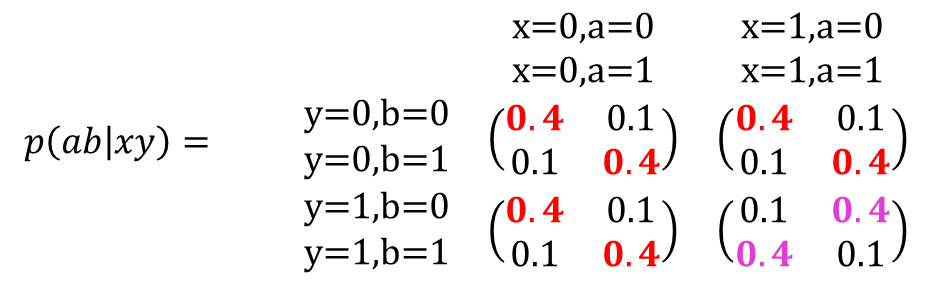 x=0,a=0 x=1,a=0
x=0,a=1 x=1,a=1
p(ab|xy) =
y=0,b=0 (0.4 0.1) (0.4 0.1)
y=0,b=1 (0.1 0.4) (0.1 0.4)
y=1,b=0 (0.4 0.1) (0.1 0.4)
y=1,b=1 (0.1 0.4) (0.4 0.1)